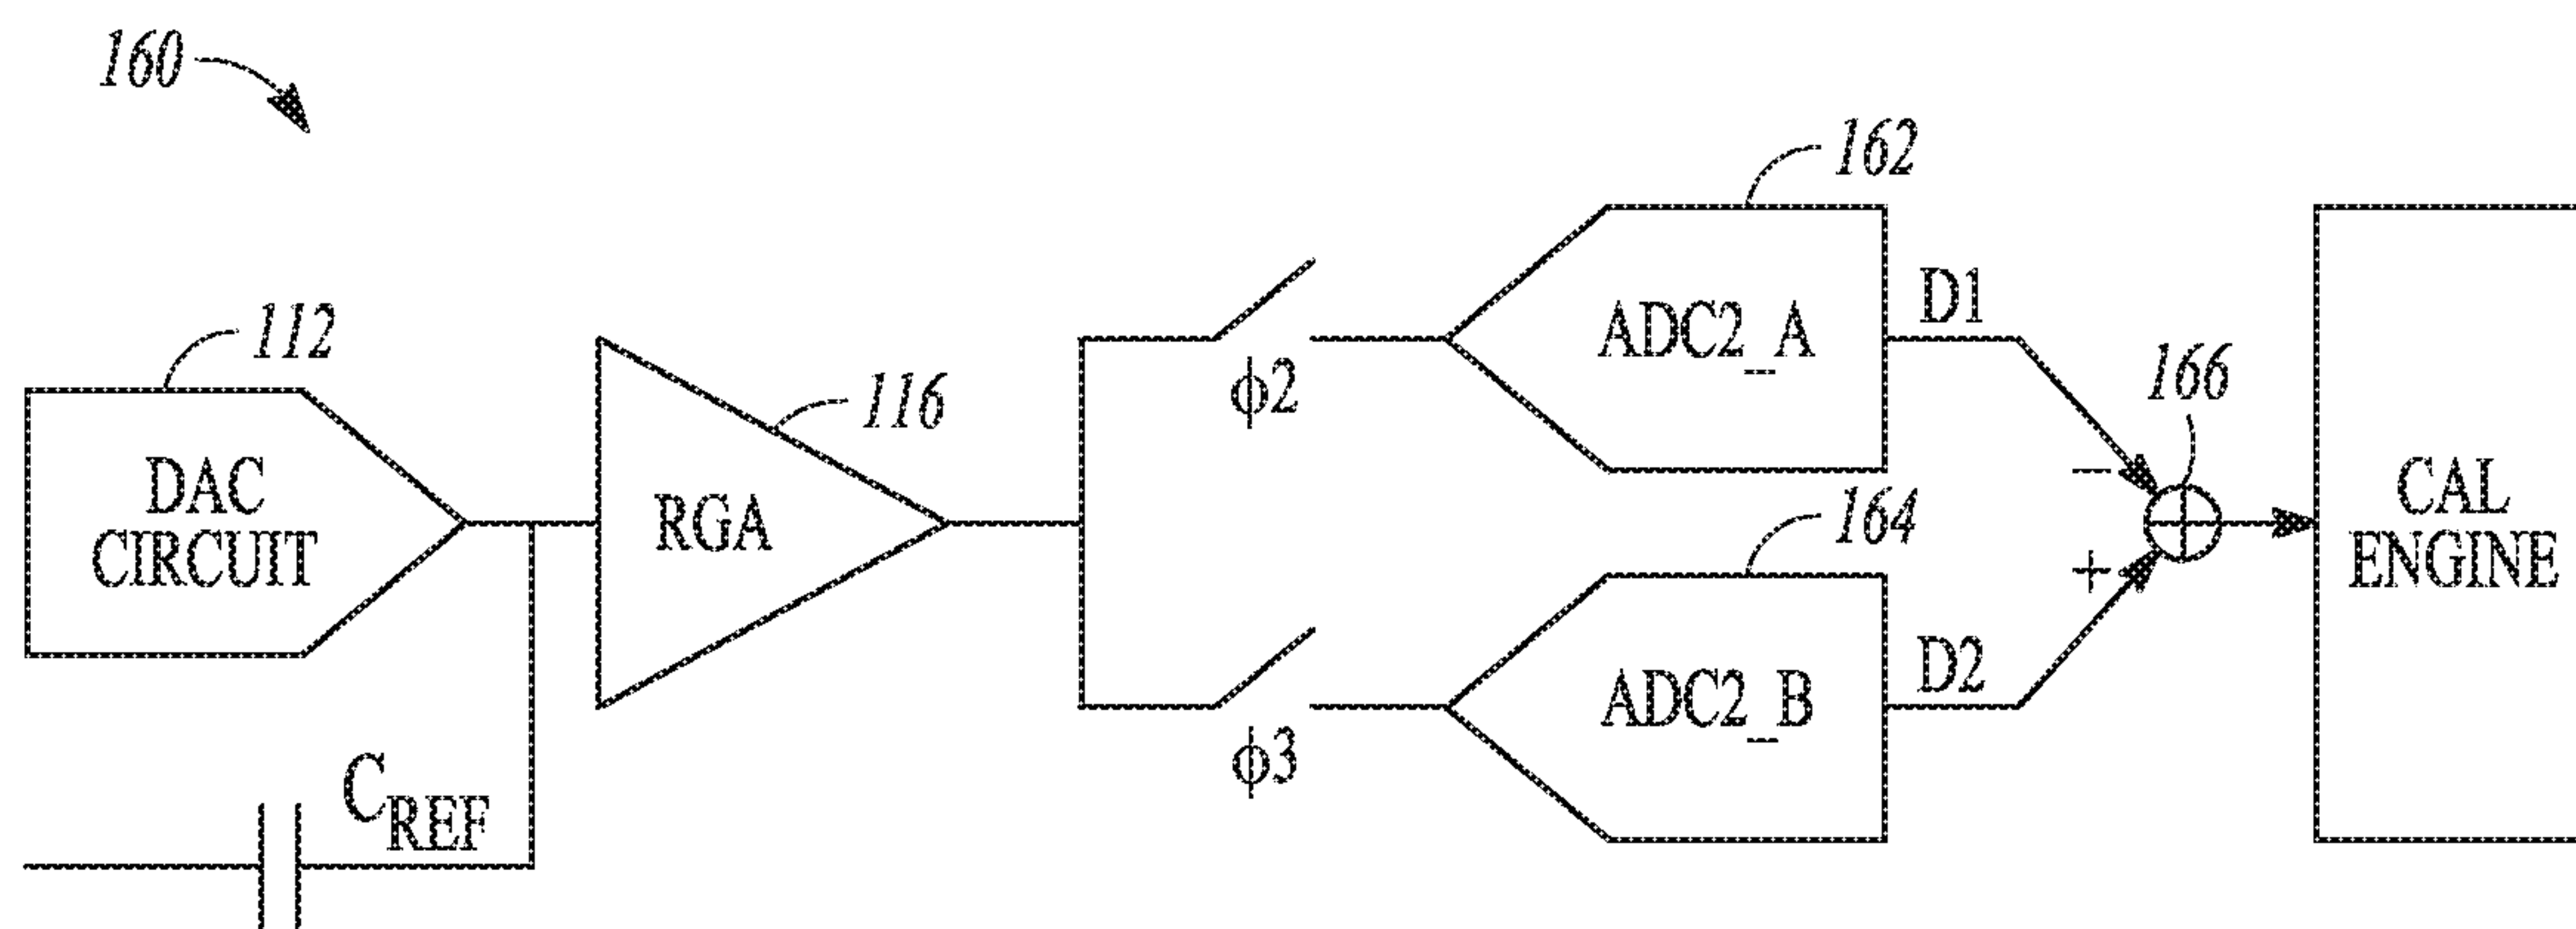 160
162
112
DAC
CIRCUIT
116
RGA
ϕ2
ADC2_A
D1
166
−
CAL
ENGINE
164
+
ϕ3
ADC2_B
D2
CREF